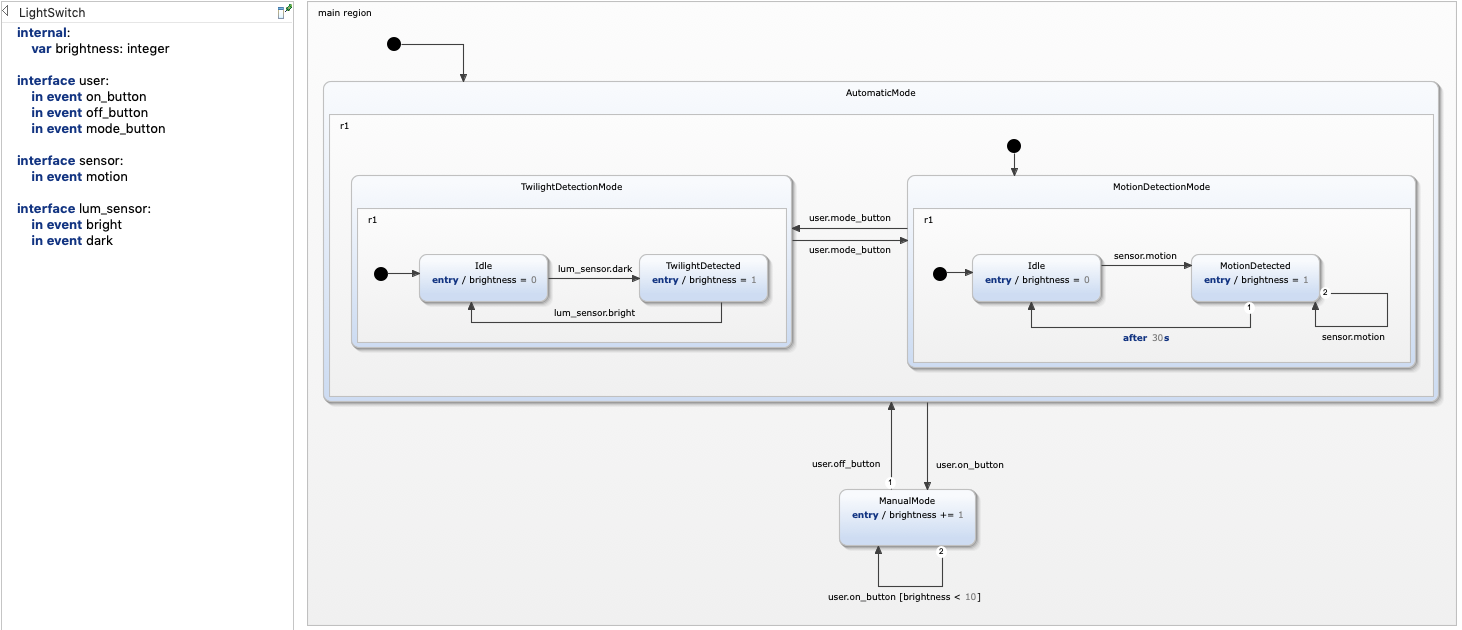 LightSwitch
internal:
var brightness: integer
interface user:
in event on_button
in event off_button
in event mode_button
interface sensor:
in event motion
interface lum_sensor:
in event bright
in event dark
main region
AutomaticMode
r1
TwilightDetectionMode
r1
Idle
entry / brightness = 0
lum_sensor.dark
TwilightDetected
entry / brightness = 1
lum_sensor.bright
user.mode_button
user.mode_button
MotionDetectionMode
r1
Idle
entry / brightness = 0
sensor.motion
MotionDetected
entry / brightness = 1
2
1
after 30s
sensor.motion
user.off_button
user.on_button
1
ManualMode
entry / brightness += 1
2
user.on_button [brightness < 10]